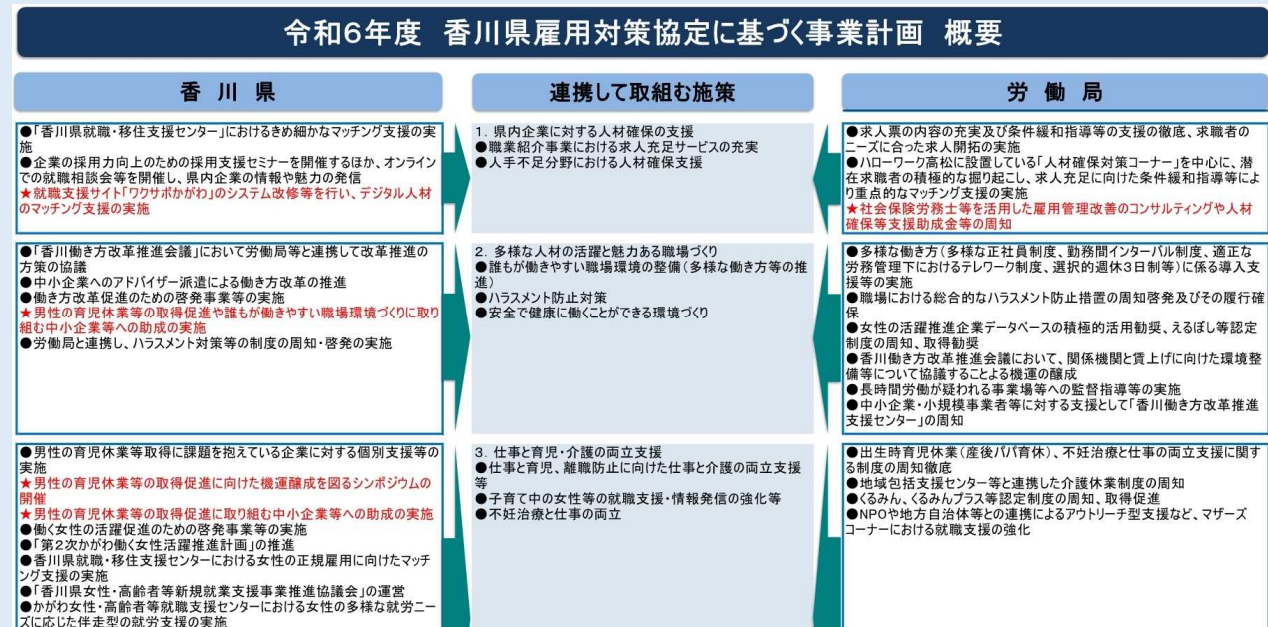 令和6年度 香川県雇用対策協定に基づく事業計画 概要
香 川 県
連携して取組む施策
労 働 局
●「香川県就職・移住支援センター」におけるきめ細かなマッチング支援の実
施
●企業の採用力向上のための採用支援セミナーを開催するほか、オンライン
での就職相談会等を開催し、県内企業の情報や魅力の発信
★就職支援サイト「ワクサポかがわ」のシステム改修等を行い、デジタル人材
のマッチング支援の実施
1. 県内企業に対する人材確保の支援
●職業紹介事業における求人充足サービスの充実
●人手不足分野における人材確保支援
●求人票の内容の充実及び条件緩和指導等の支援の徹底、求職者の
ニーズに合った求人開拓の実施
●ハローワーク高松に設置している「人材確保対策コーナー」を中心に、潜
在求職者の積極的な掘り起こし、求人充足に向けた条件緩和指導等によ
り重点的なマッチング支援の実施
★社会保険労務士等を活用した雇用管理改善のコンサルティングや人材
確保等支援助成金等の周知
●「香川働き方改革推進会議」において労働局等と連携して改革推進の
方策の協議
●中小企業へのアドバイザー派遣による働き方改革の推進
●働き方改革促進のための啓発事業等の実施
★男性の育児休業等の取得促進や誰もが働きやすい職場環境づくりに取り
組む中小企業等への助成の実施
●労働局と連携し、ハラスメント対策等の制度の周知・啓発の実施
2. 多様な人材の活躍と魅力ある職場づくり
●誰もが働きやすい職場環境の整備(多様な働き方等の推
進)
●ハラスメント防止対策
●安全で健康に働くことができる環境づくり
●多様な働き方(多様な正社員制度、勤務間インターバル制度、適正な
労務管理下におけるテレワーク制度、選択的週休3日制等)に係る導入支
援等の実施
●職場における総合的なハラスメント防止措置の周知啓発及びその履行確
保
●女性の活躍推進企業データベースの積極的活用勧奨、えるぼし等認定
制度の周知、取得勧奨
●香川働き方改革推進会議において、関係機関と賃上げに向けた環境整
備等について協議することよる機運の醸成
●長時間労働が疑われる事業場等への監督指導等の実施
●中小企業・小規模事業者等に対する支援として「香川働き方改革推進
支援センター」の周知
●男性の育児休業等取得に課題を抱えている企業に対する個別支援等の
実施
★男性の育児休業等の取得促進に向けた機運醸成を図るシンポジウムの
開催
★男性の育児休業等の取得促進に取り組む中小企業等への助成の実施
●働く女性の活躍促進のための啓発事業等の実施
●「第2次かがわ働く女性活躍推進計画」の推進
●香川県就職・移住支援センターにおける女性の正規雇用に向けたマッチ
ング支援の実施
●「香川県女性・高齢者等新規就業支援事業推進協議会」の運営
●かがわ女性・高齢者等就職支援センターにおける女性の多様な就労ニー
ズに応じた伴走型の就労支援の実施
3. 仕事と育児・介護の両立支援
●仕事と育児、離職防止に向けた仕事と介護の両立支援
等
●子育て中の女性等の就職支援・情報発信の強化等
●不妊治療と仕事の両立
●出生時育児休業(産後パパ育休)、不妊治療と仕事の両立支援に関す
る制度の周知徹底
●地域包括支援センター等と連携した介護休業制度の周知
●くるみん、くるみんプラス等認定制度の周知、取得促進
●NPOや地方自治体等との連携によるアウトリーチ型支援など、マザーズ
コーナーにおける就職支援の強化